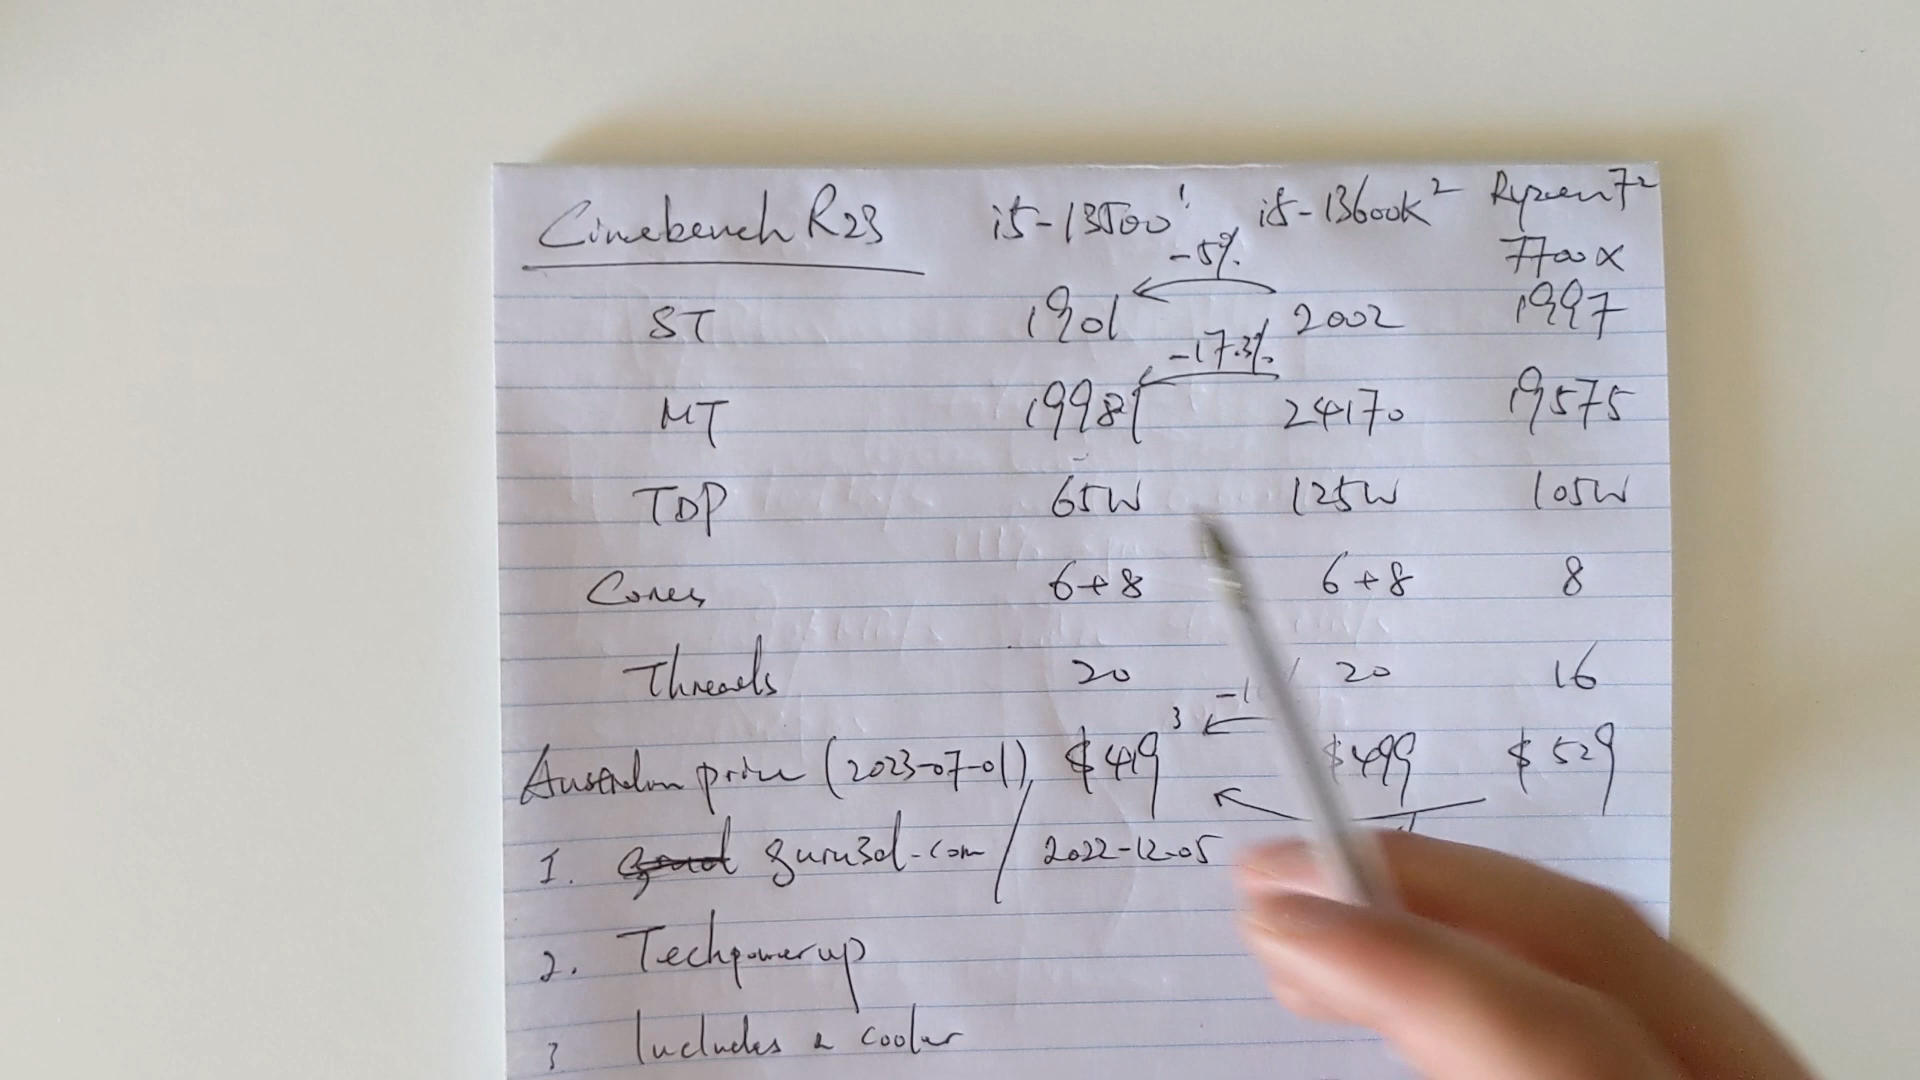 Cinebench R23 i5-13500¹ i5-13600K² Ryzen 7²
7700X
-5%
ST 1901 2002 1997
-17.3%
MT 19981 24170 19575
TDP 65W 125W 105W
Cores 6+8 6+8 8
Threads 20 20 16
Australian price (2023-07-01) $419³ $499 $529
1. guru3d.com / 2022-12-05
2. Techpowerup
3 Includes a cooler